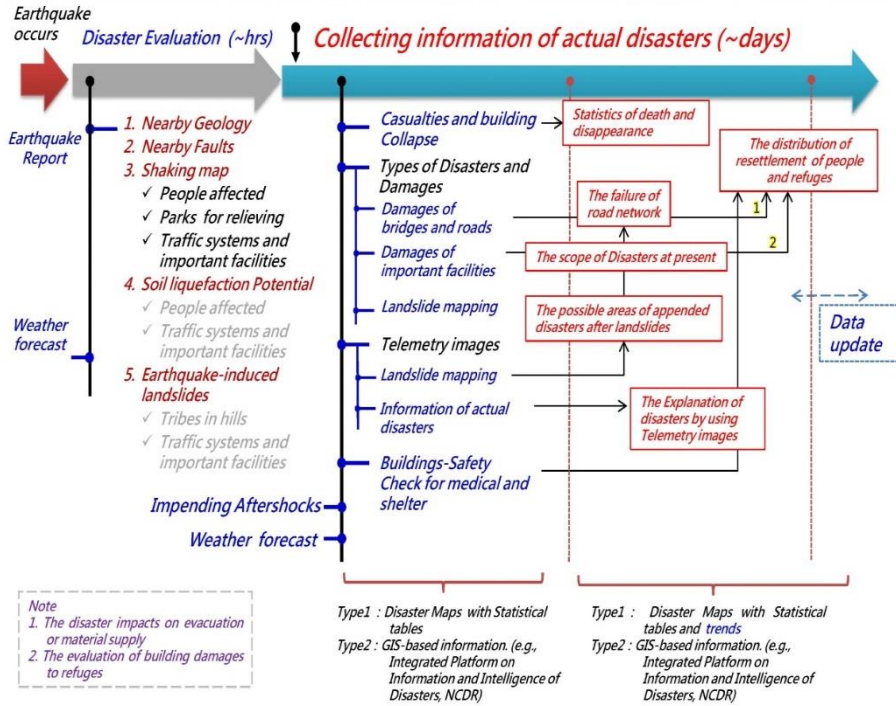 Earthquake
occurs
Disaster Evaluation (~hrs)
Collecting information of actual disasters (~days)
Earthquake
Report
Weather
forecast
1. Nearby Geology
2. Nearby Faults
3. Shaking map
✓ People affected
✓ Parks for relieving
✓ Traffic systems and
important facilities
4. Soil liquefaction Potential
✓ People affected
✓ Traffic systems and
important facilities
5. Earthquake-induced
landslides
✓ Tribes in hills
✓ Traffic systems and
important facilities
Casualties and building
Collapse
Types of Disasters and
Damages
Damages of
bridges and roads
Damages of
important facilities
Landslide mapping
Telemetry images
Landslide mapping
Information of actual
disasters
Buildings-Safety
Check for medical and
shelter
Impending Aftershocks
Weather forecast
Statistics of death and
disappearance
The failure of
road network
The scope of Disasters at present
The possible areas of appended
disasters after landslides
The Explanation of
disasters by using
Telemetry images
The distribution of
resettlement of people
and refuges
1
2
Data
update
Note
1. The disaster impacts on evacuation
or material supply
2. The evaluation of building damages
to refuges
Type1 : Disaster Maps with Statistical
tables
Type2 : GIS-based information. (e.g.,
Integrated Platform on
Information and Intelligence of
Disasters, NCDR)
Type1 : Disaster Maps with Statistical
tables and trends
Type2 : GIS-based information. (e.g.,
Integrated Platform on
Information and Intelligence of
Disasters, NCDR)